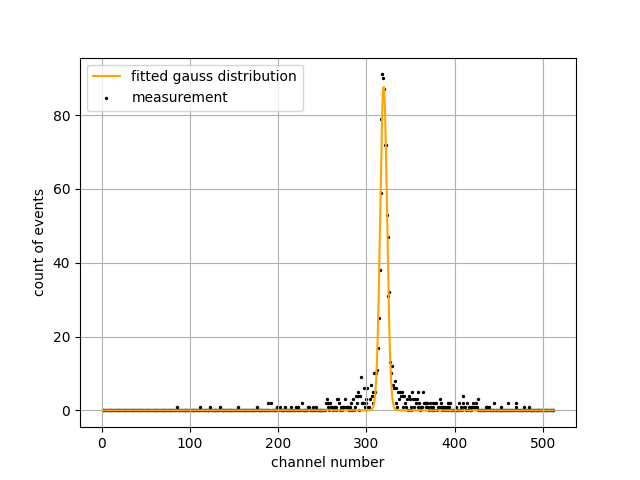 fitted gauss distribution
measurement
80
60
40
20
0
count of events
0 100 200 300 400 500
channel number